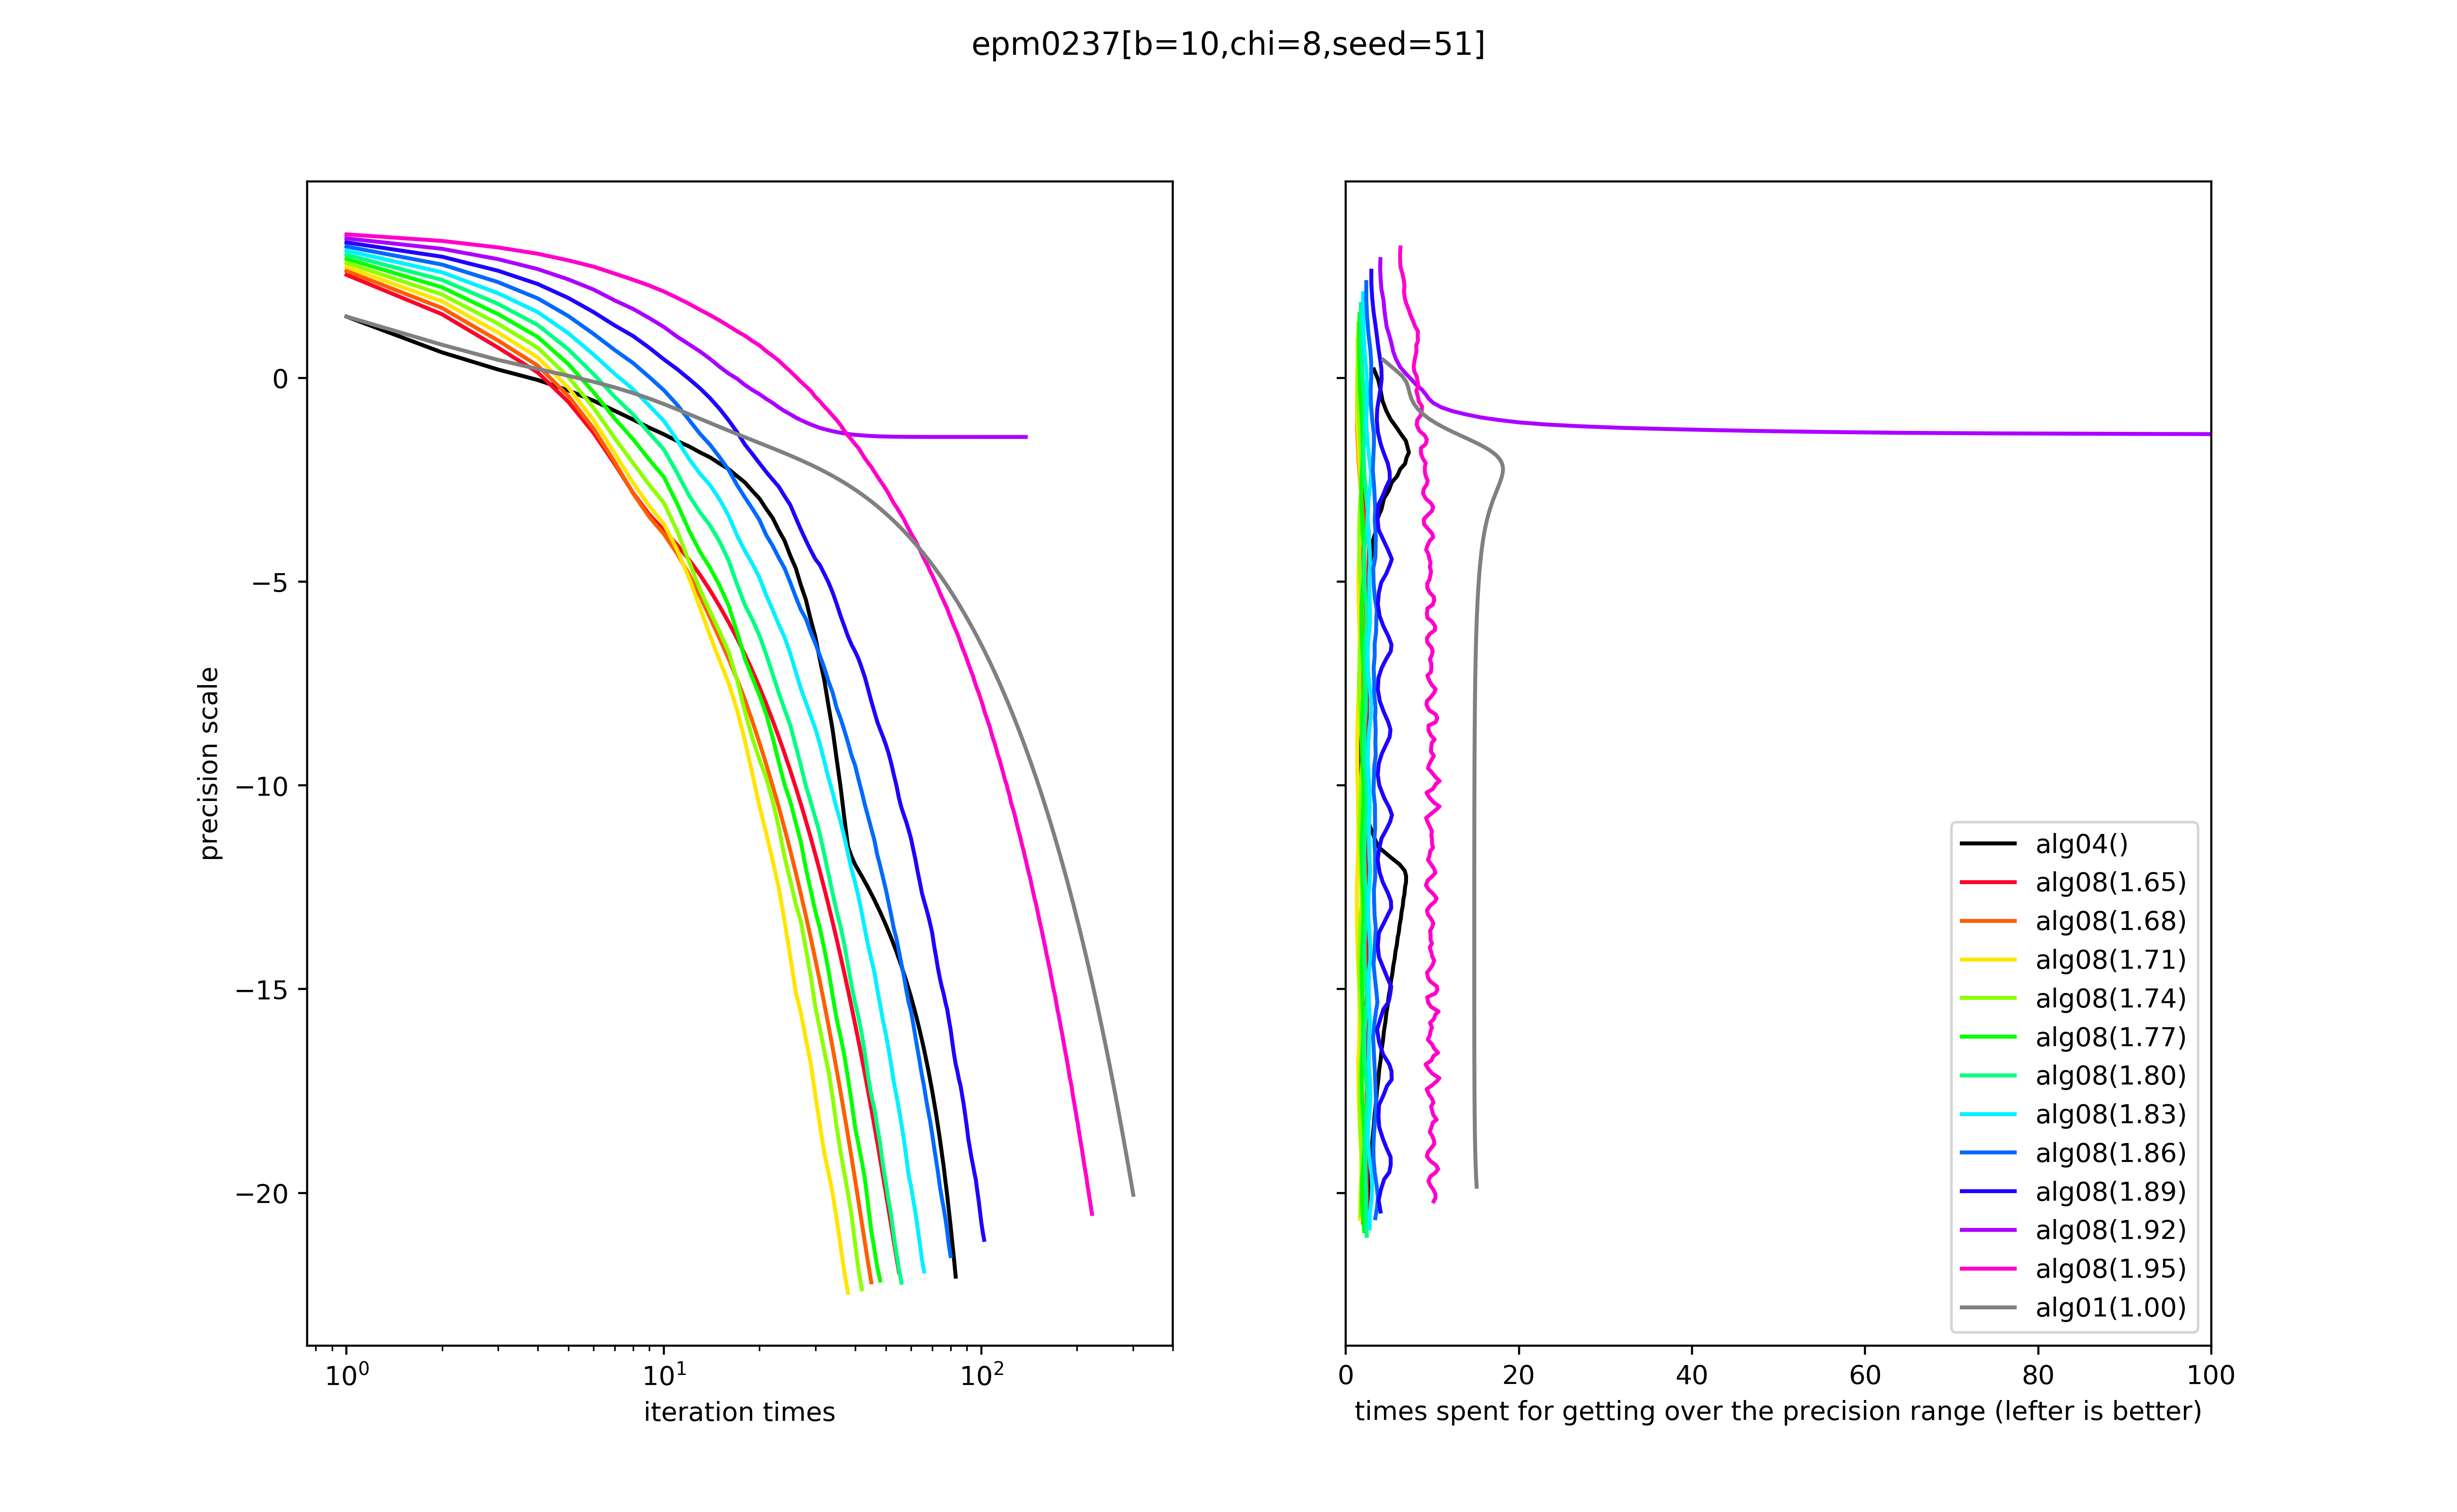 epm0237[b=10,chi=8,seed=51]
precision scale
0
−5
−10
−15
−20
10⁰ 10¹ 10²
iteration times
0 20 40 60 80 100
times spent for getting over the precision range (lefter is better)
alg04()
alg08(1.65)
alg08(1.68)
alg08(1.71)
alg08(1.74)
alg08(1.77)
alg08(1.80)
alg08(1.83)
alg08(1.86)
alg08(1.89)
alg08(1.92)
alg08(1.95)
alg01(1.00)